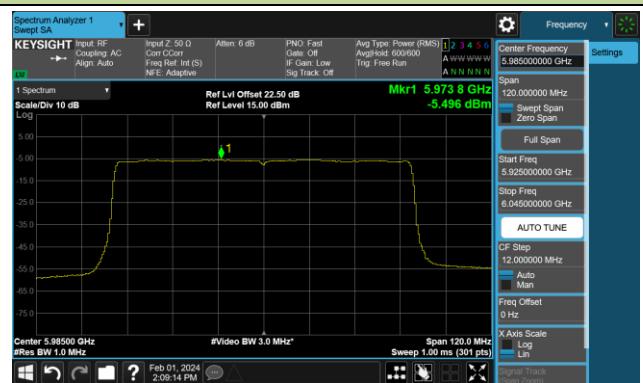 Spectrum Analyzer 1
Swept SA
Frequency
KEYSIGHT
Input: RF
Coupling: AC
Align: Auto
Input Z: 50 Ω
Corr CCorr
Freq Ref: Int (S)
NFE: Adaptive
Atten: 6 dB
PNO: Fast
Gate: Off
IF Gain: Low
Sig Track: Off
Avg Type: Power (RMS)
Avg|Hold: 600/600
Trig: Free Run
1 2 3 4 5 6
A W W W W W
A N N N N N
LW
Center Frequency
5.985000000 GHz
Settings
Span
120.000000 MHz
Swept Span
Zero Span
Full Span
Start Freq
5.925000000 GHz
Stop Freq
6.045000000 GHz
AUTO TUNE
CF Step
12.000000 MHz
Auto
Man
Freq Offset
0 Hz
X Axis Scale
Log
Lin
Signal Track
1 Spectrum
Scale/Div 10 dB
Log
Ref Lvl Offset 22.50 dB
Ref Level 15.00 dBm
Mkr1 5.973 8 GHz
-5.496 dBm
1
5.00
-5.00
-15.0
-25.0
-35.0
-45.0
-55.0
-65.0
-75.0
Center 5.98500 GHz
#Res BW 1.0 MHz
#Video BW 3.0 MHz*
Span 120.0 MHz
Sweep 1.00 ms (301 pts)
?
Feb 01, 2024
2:09:14 PM